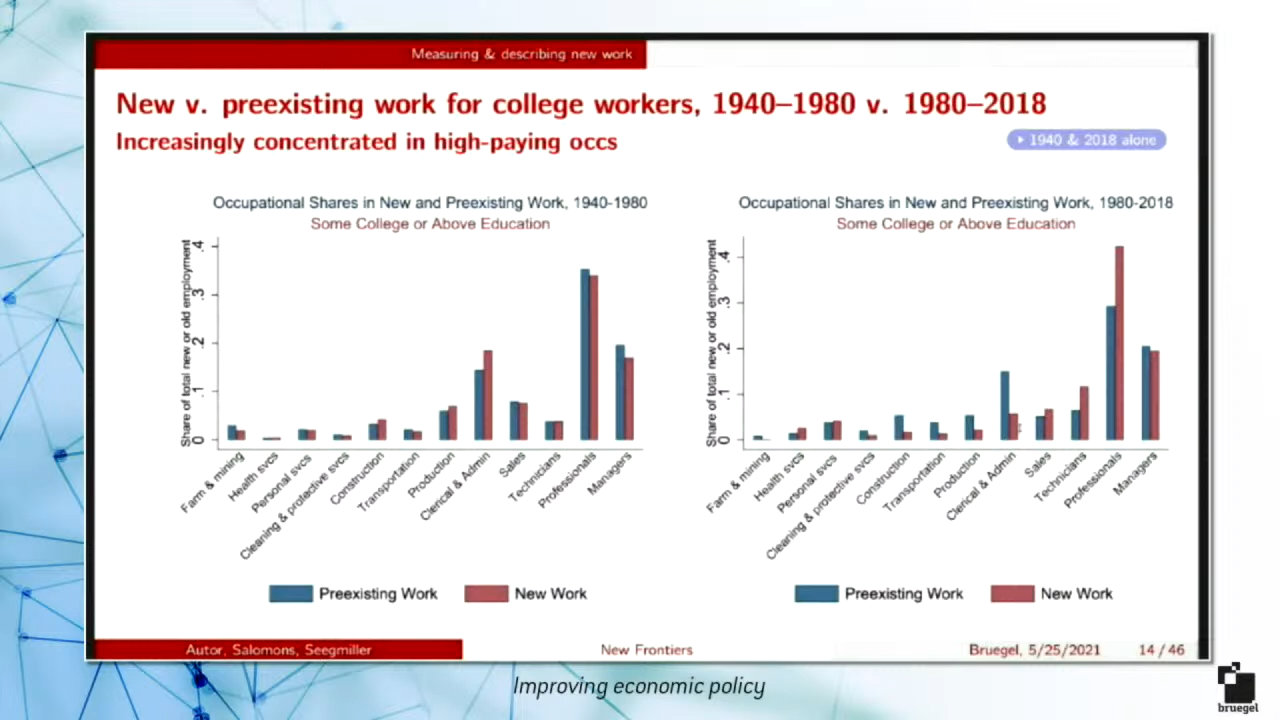 Measuring & describing new work
New v. preexisting work for college workers, 1940–1980 v. 1980–2018
Increasingly concentrated in high-paying occs
1940 & 2018 alone
Occupational Shares in New and Preexisting Work, 1940-1980
Some College or Above Education
Share of total new or old employment
.4
.3
.2
.1
0
Farm & mining
Health svcs
Personal svcs
Cleaning & protective svcs
Construction
Transportation
Production
Clerical & Admin
Sales
Technicians
Professionals
Managers
Preexisting Work
New Work
Occupational Shares in New and Preexisting Work, 1980-2018
Some College or Above Education
Share of total new or old employment
.4
.3
.2
.1
0
Farm & mining
Health svcs
Personal svcs
Cleaning & protective svcs
Construction
Transportation
Production
Clerical & Admin
Sales
Technicians
Professionals
Managers
Preexisting Work
New Work
Autor, Salomons, Seegmiller
New Frontiers
Bruegel, 5/25/2021
14 / 46
Improving economic policy
bruegel